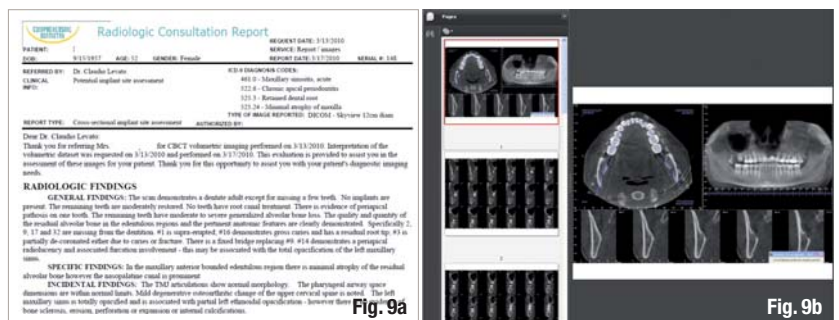 Radiologic Consultation Report
REQUEST DATE: 3/13/2010
PATIENT: SERVICE: Report / images
DOB: 9/15/1957 AGE: 52 GENDER: Female REPORT DATE: 3/17/2010 SERIAL #: 148
REFERRED BY: Dr. Claudio Levato ICD-9 DIAGNOSIS CODES:
CLINICAL INFO: Potential implant site assessment 461.0 - Maxillary sinusitis, acute
522.6 - Chronic apical periodontitis
525.3 - Retained dental root
525.24 - Minimal atrophy of maxilla
TYPE OF IMAGE REPORTED: DICOM - Skyview 12cm diam
REPORT TYPE: Cross-sectional implant site assessment AUTHORIZED BY:
Dear Dr. Claudio Levato:
Thank you for referring Mrs. for CBCT volumetric imaging performed on 3/13/2010. Interpretation of the
volumetric dataset was requested on 3/13/2010 and performed on 3/17/2010. This evaluation is provided to assist you in the
assessment of these images for your patient. Thank you for this opportunity to assist you with your patient's diagnostic imaging
needs.
RADIOLOGIC FINDINGS
GENERAL FINDINGS: The scan demonstrates a dentate adult except for missing a few teeth. No implants are
present. The remaining teeth are moderately restored. No teeth have root canal treatment. There is evidence of periapical
pathosis on one tooth. The remaining teeth have moderate to severe generalized alveolar bone loss. The quality and quantity of
the residual alveolar bone in the edentulous regions and the pertinent anatomic features are clearly demonstrated. Specifically 2,
9, 17 and 32 are missing from the dentition. #1 is supra-erupted, #16 demonstrates gross caries and has a residual root tip. #3 is
partially de-coronated either due to caries or fracture. There is a fixed bridge replacing #9. #14 demonstrates a periapical
radiolucency and associated furcation involvement - this may be associated with the total opacification of the left maxillary
sinus.
SPECIFIC FINDINGS: In the maxillary anterior bounded edentulous region there is minimal atrophy of the residual
alveolar bone however the nasopalatine canal is prominent
INCIDENTAL FINDINGS: The TMJ articulations show normal morphology. The pharyngeal airway space
dimensions are within normal limits. Mild degenerative osteoarthritic change of the upper cervical spine is noted. The left
maxillary sinus is totally opacified and is associated with partial left ethmoidal opacification - however there of
bone sclerosis, erosion, perforation or expansion or internal calcifications.
Fig. 9a
Pages
1
2
Fig. 9b